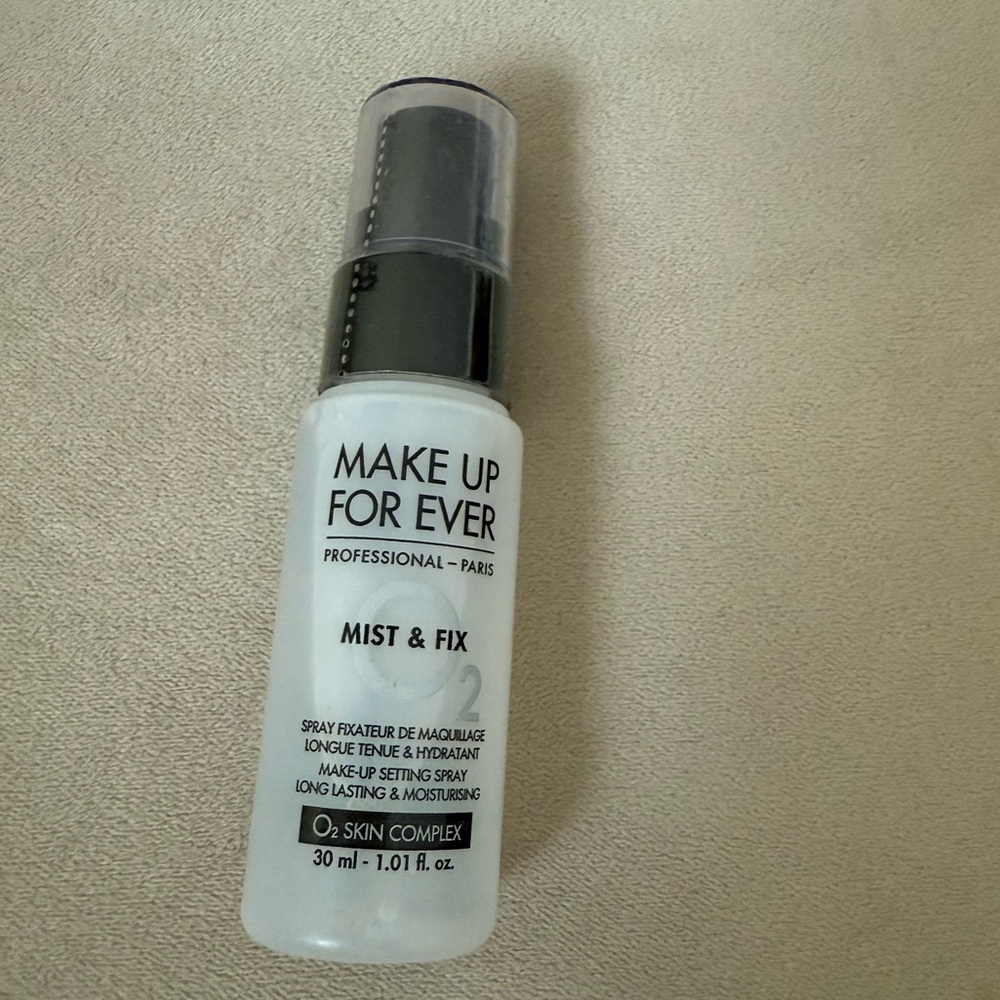 MAKE UP
FOR EVER
PROFESSIONAL – PARIS
MIST & FIX
O2
SPRAY FIXATEUR DE MAQUILLAGE
LONGUE TENUE & HYDRATANT
MAKE-UP SETTING SPRAY
LONG LASTING & MOISTURISING
O₂ SKIN COMPLEX
30 ml - 1.01 fl. oz.